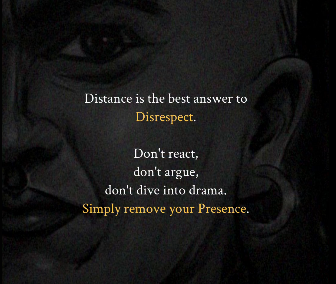 Distance is the best answer to
Disrespect.
Don't react,
don't argue,
don't dive into drama.
Simply remove your Presence.